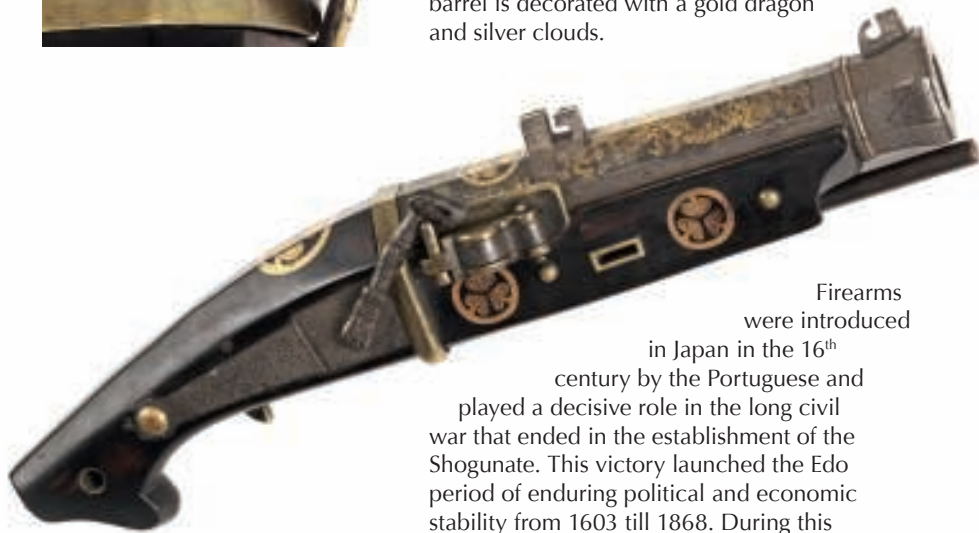 barrel is decorated with a gold dragon
and silver clouds.
Firearms
were introduced
in Japan in the 16th
century by the Portuguese and
played a decisive role in the long civil
war that ended in the establishment of the
Shogunate. This victory launched the Edo
period of enduring political and economic
stability from 1603 till 1868. During this